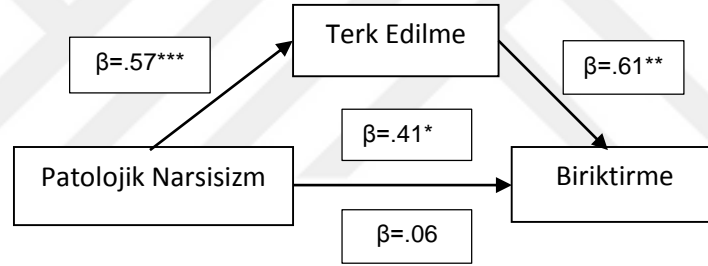 Terk Edilme
β=.57***
β=.61**
β=.41*
Patolojik Narsisizm
Biriktirme
β=.06